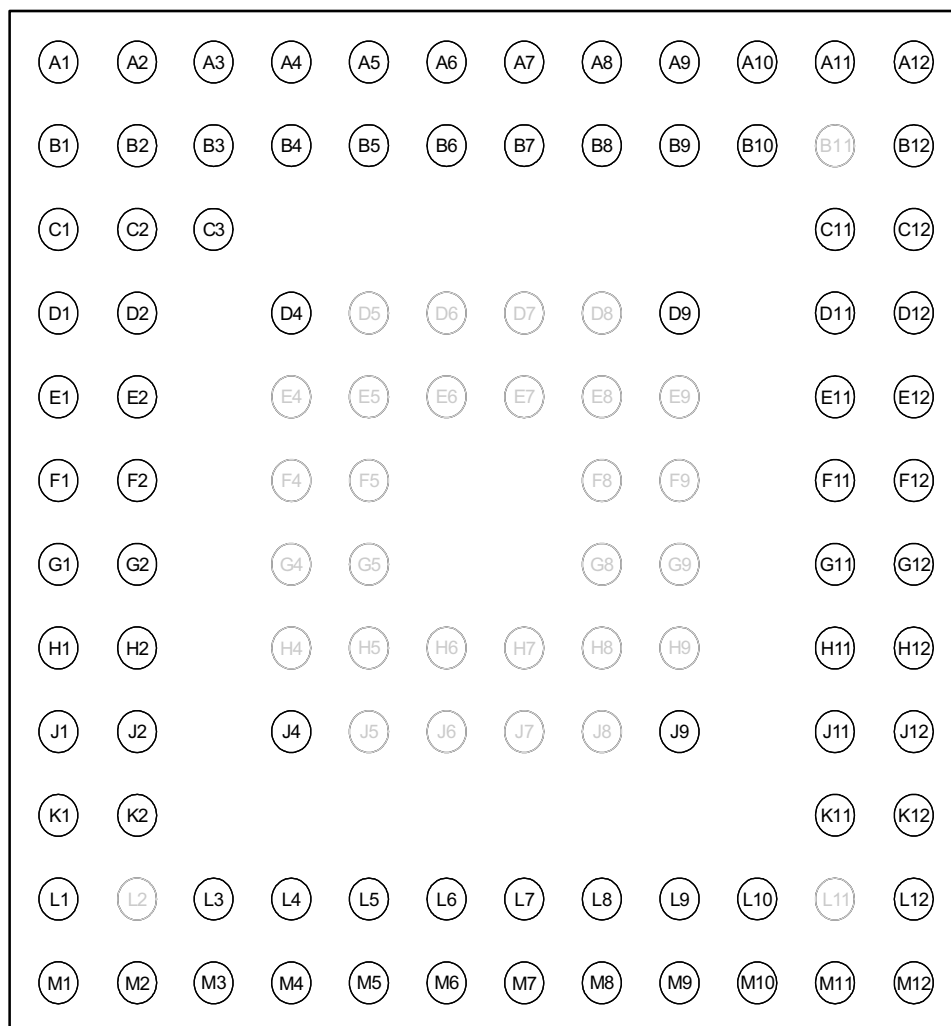 A1 A2 A3 A4 A5 A6 A7 A8 A9 A10 A11 A12
B1 B2 B3 B4 B5 B6 B7 B8 B9 B10 B11 B12
C1 C2 C3 C11 C12
D1 D2 D4 D5 D6 D7 D8 D9 D11 D12
E1 E2 E4 E5 E6 E7 E8 E9 E11 E12
F1 F2 F4 F5 F8 F9 F11 F12
G1 G2 G4 G5 G8 G9 G11 G12
H1 H2 H4 H5 H6 H7 H8 H9 H11 H12
J1 J2 J4 J5 J6 J7 J8 J9 J11 J12
K1 K2 K11 K12
L1 L2 L3 L4 L5 L6 L7 L8 L9 L10 L11 L12
M1 M2 M3 M4 M5 M6 M7 M8 M9 M10 M11 M12